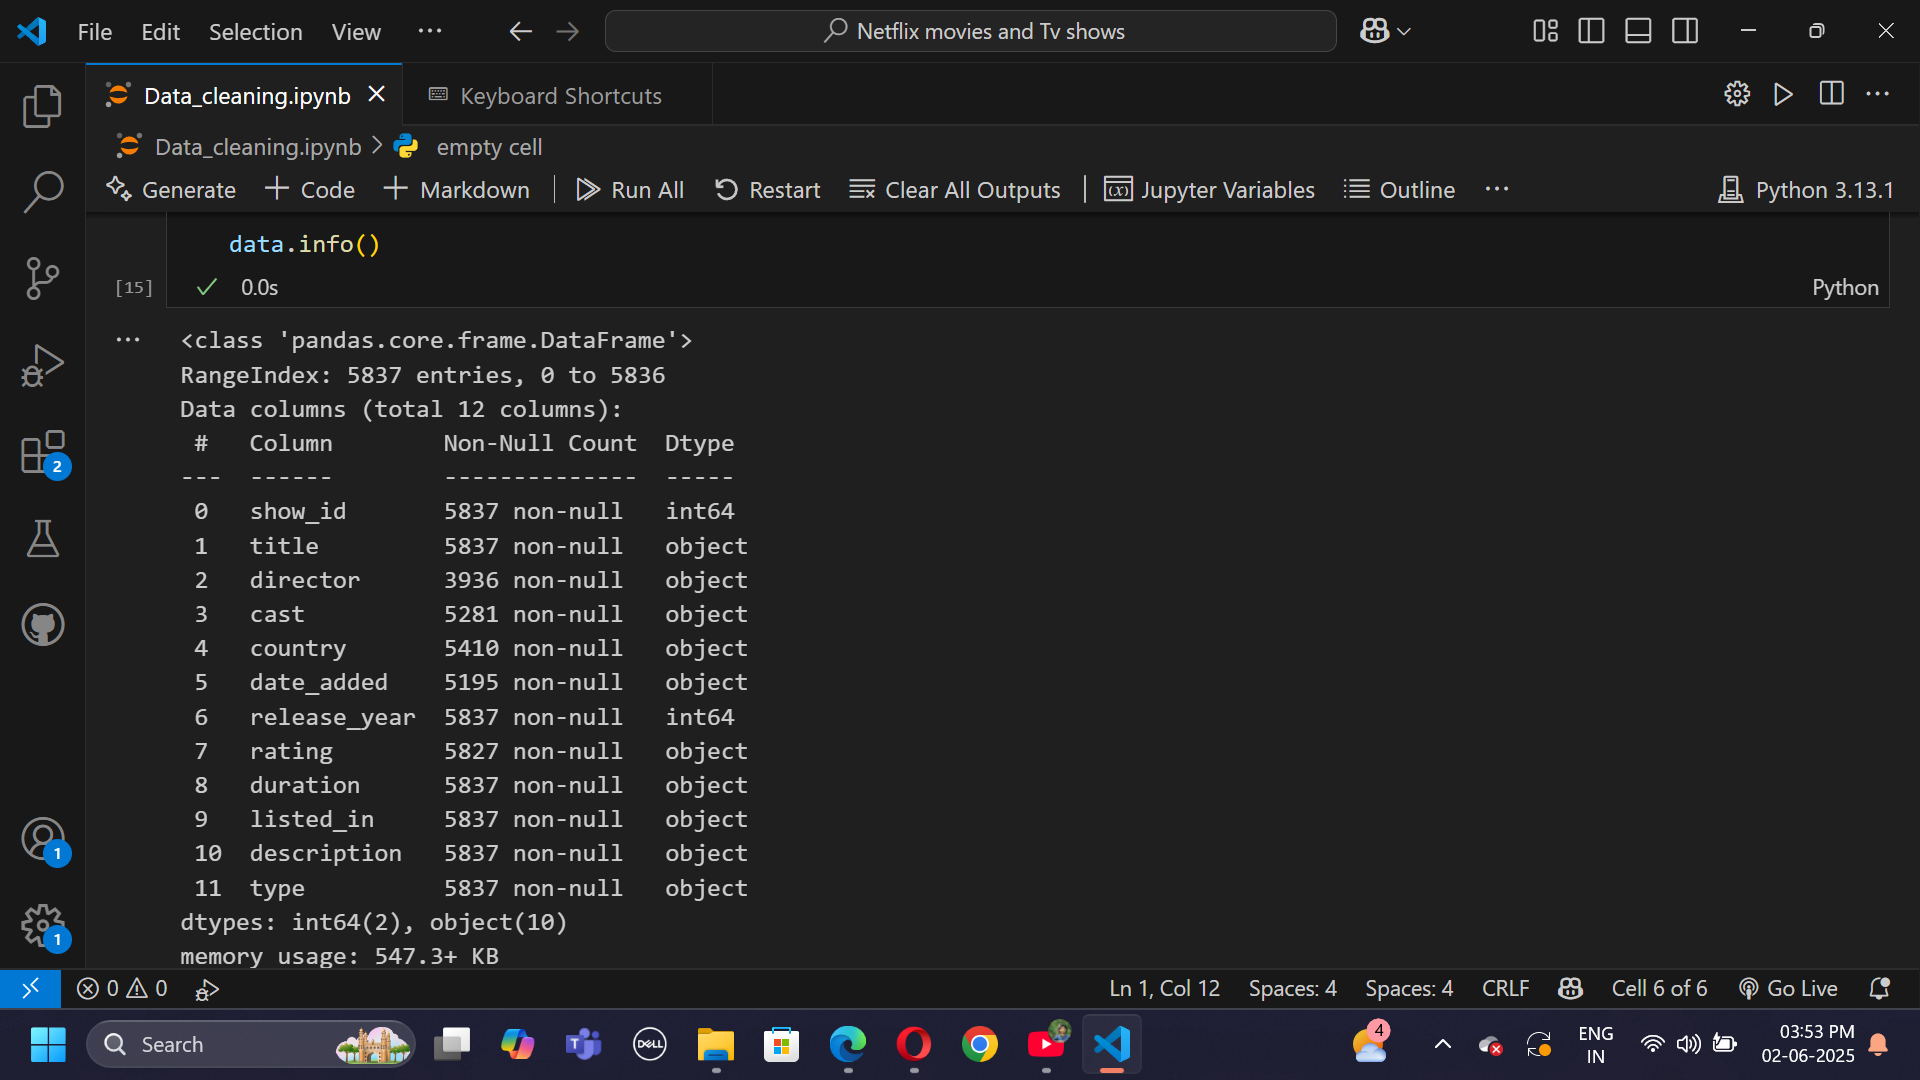 File Edit Selection View ··· Netflix movies and Tv shows
Data_cleaning.ipynb Keyboard Shortcuts
Data_cleaning.ipynb > empty cell
Generate + Code + Markdown | Run All Restart Clear All Outputs | Jupyter Variables Outline ··· Python 3.13.1
data.info()
[15] 0.0s Python
<class 'pandas.core.frame.DataFrame'>
RangeIndex: 5837 entries, 0 to 5836
Data columns (total 12 columns):
# Column Non-Null Count Dtype
--- ------ -------------- -----
0 show_id 5837 non-null int64
1 title 5837 non-null object
2 director 3936 non-null object
3 cast 5281 non-null object
4 country 5410 non-null object
5 date_added 5195 non-null object
6 release_year 5837 non-null int64
7 rating 5827 non-null object
8 duration 5837 non-null object
9 listed_in 5837 non-null object
10 description 5837 non-null object
11 type 5837 non-null object
dtypes: int64(2), object(10)
memory usage: 547.3+ KB
2
1
1
0 0 Ln 1, Col 12 Spaces: 4 Spaces: 4 CRLF Cell 6 of 6 Go Live
Search DELL 4 ENG IN 03:53 PM
02-06-2025